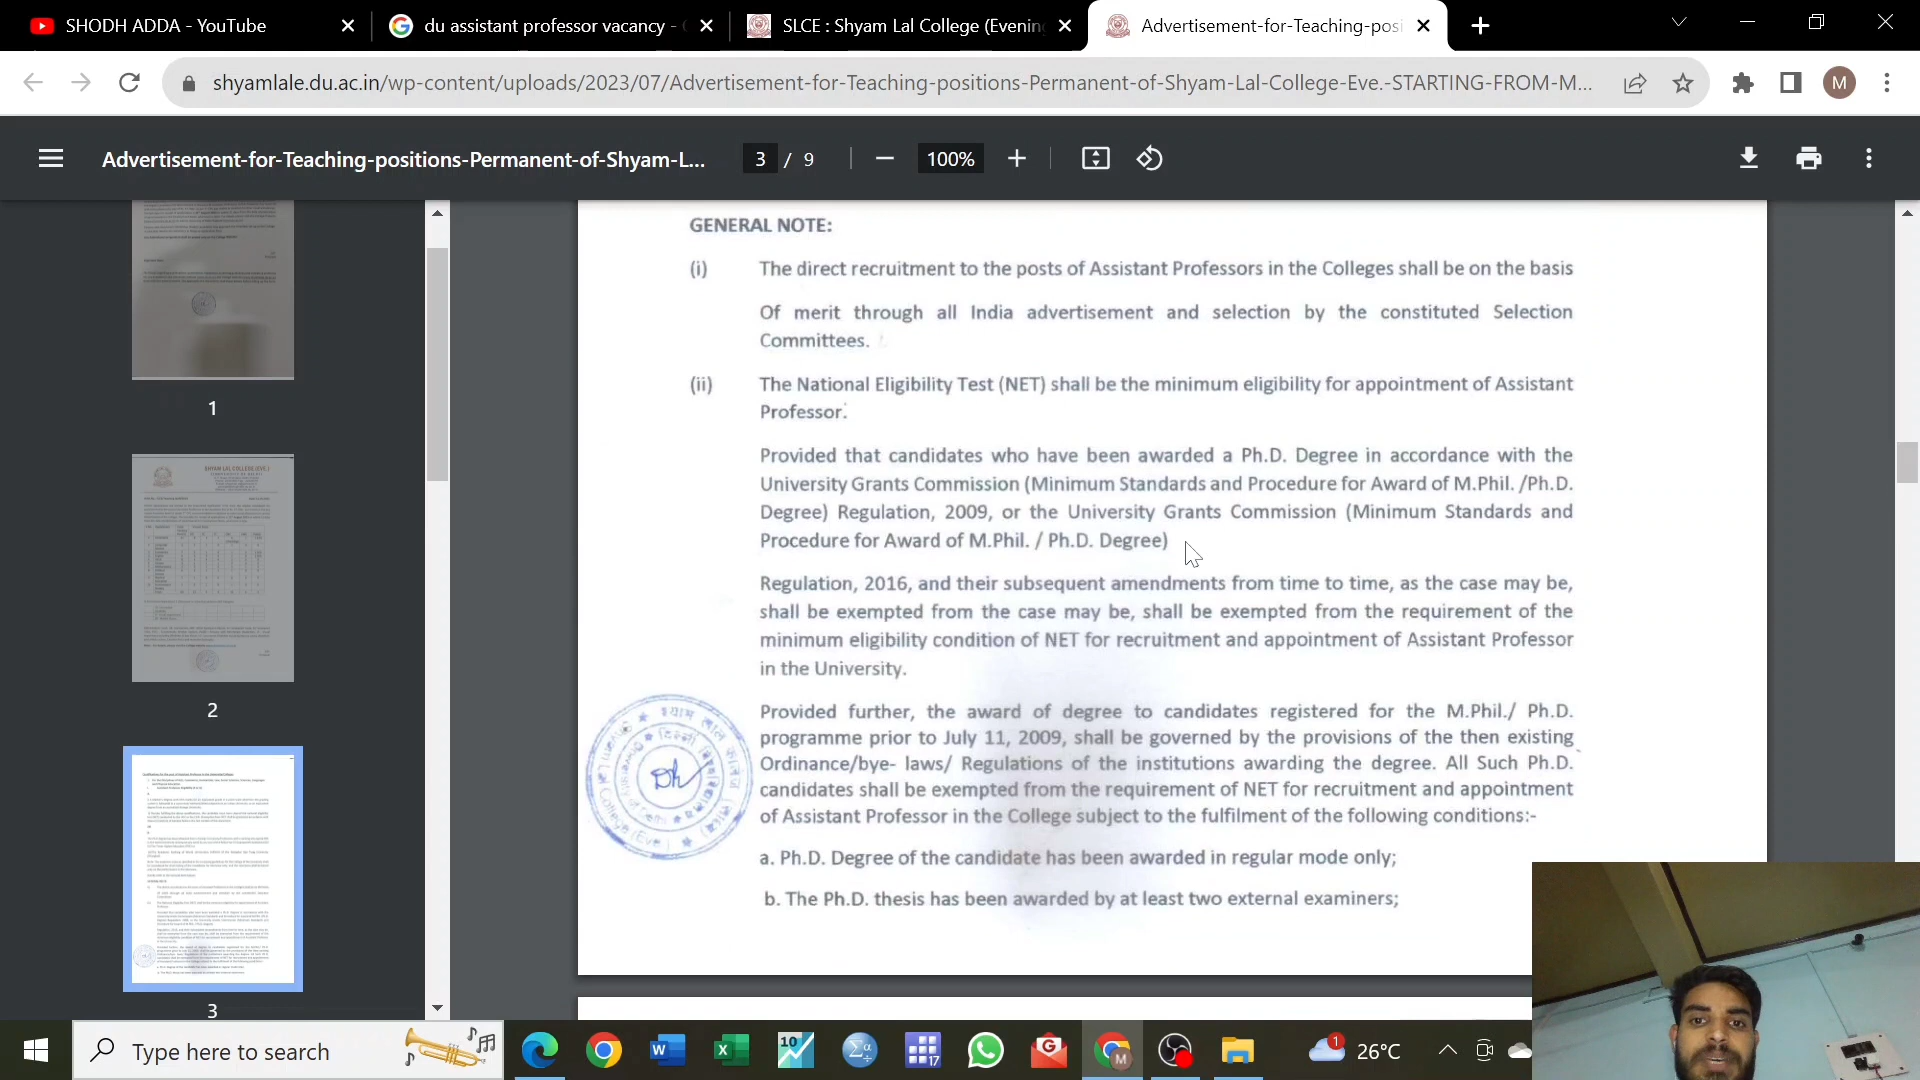 SHODH ADDA - YouTube
du assistant professor vacancy -
SLCE : Shyam Lal College (Evenin
Advertisement-for-Teaching-posi
shyamlale.du.ac.in/wp-content/uploads/2023/07/Advertisement-for-Teaching-positions-Permanent-of-Shyam-Lal-College-Eve.-STARTING-FROM-M...
M
Advertisement-for-Teaching-positions-Permanent-of-Shyam-L...
3 / 9
100%
1
2
3
GENERAL NOTE:
(i) The direct recruitment to the posts of Assistant Professors in the Colleges shall be on the basis
Of merit through all India advertisement and selection by the constituted Selection
Committees.
(ii) The National Eligibility Test (NET) shall be the minimum eligibility for appointment of Assistant
Professor.
Provided that candidates who have been awarded a Ph.D. Degree in accordance with the
University Grants Commission (Minimum Standards and Procedure for Award of M.Phil. /Ph.D.
Degree) Regulation, 2009, or the University Grants Commission (Minimum Standards and
Procedure for Award of M.Phil. / Ph.D. Degree)
Regulation, 2016, and their subsequent amendments from time to time, as the case may be,
shall be exempted from the case may be, shall be exempted from the requirement of the
minimum eligibility condition of NET for recruitment and appointment of Assistant Professor
in the University.
Provided further, the award of degree to candidates registered for the M.Phil./ Ph.D.
programme prior to July 11, 2009, shall be governed by the provisions of the then existing
Ordinance/bye- laws/ Regulations of the institutions awarding the degree. All Such Ph.D.
candidates shall be exempted from the requirement of NET for recruitment and appointment
of Assistant Professor in the College subject to the fulfilment of the following conditions:-
a. Ph.D. Degree of the candidate has been awarded in regular mode only;
b. The Ph.D. thesis has been awarded by at least two external examiners;
Type here to search
10
17
1
26°C